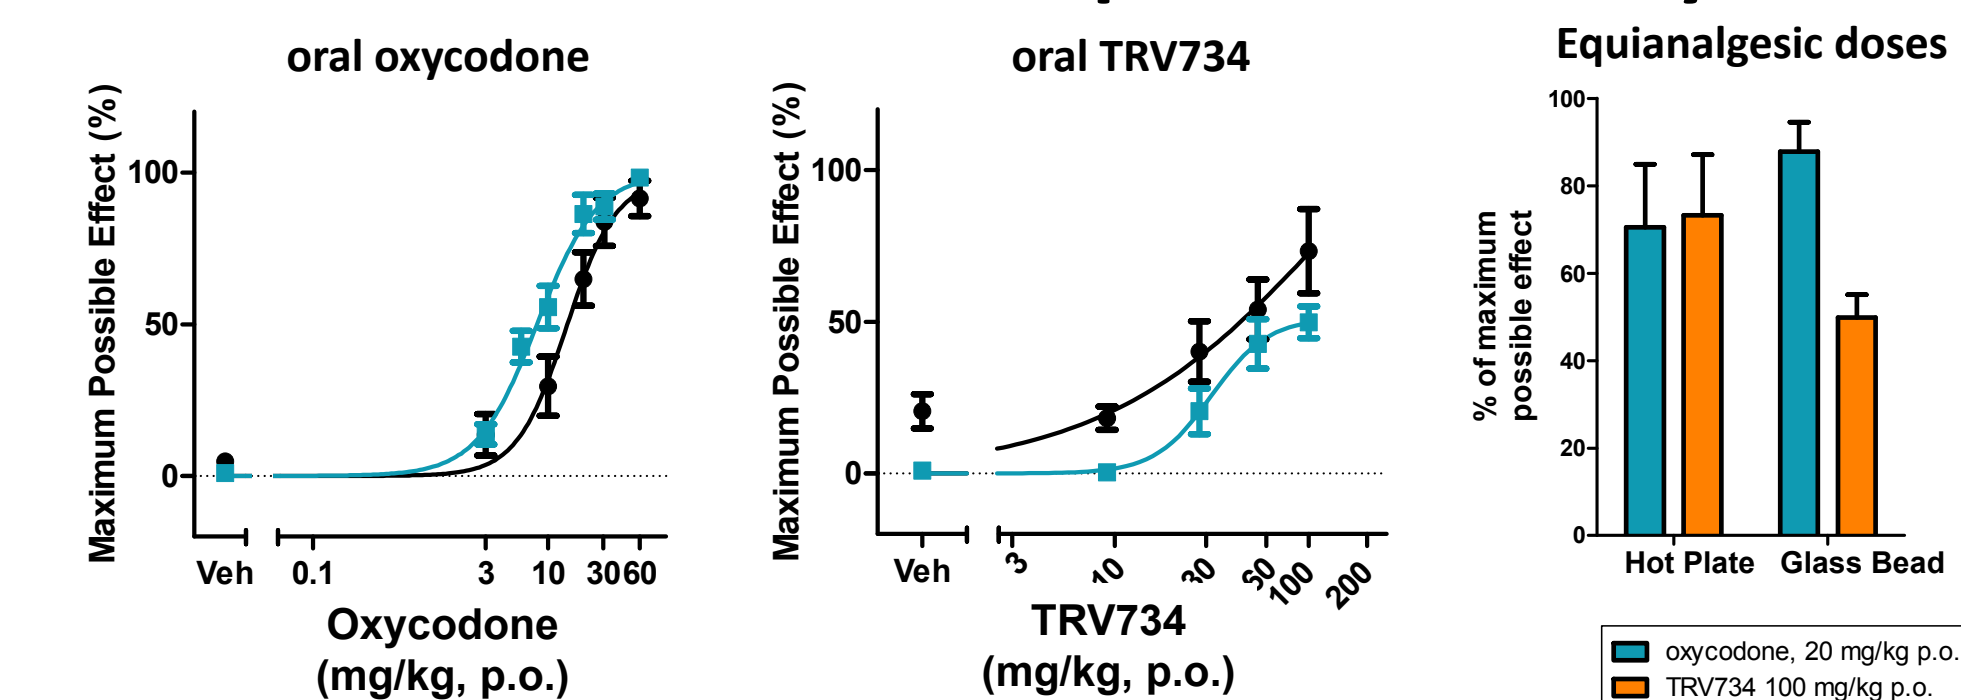 oral oxycodone
Maximum Possible Effect (%)
100
50
0
Veh 0.1 3 10 30 60
Oxycodone
(mg/kg, p.o.)
oral TRV734
Maximum Possible Effect (%)
100
50
0
Veh 3 10 30 100 200
TRV734
(mg/kg, p.o.)
Equianalgesic doses
% of maximum
possible effect
100
80
60
40
20
0
Hot Plate Glass Bead
oxycodone, 20 mg/kg p.o.
TRV734 100 mg/kg p.o.